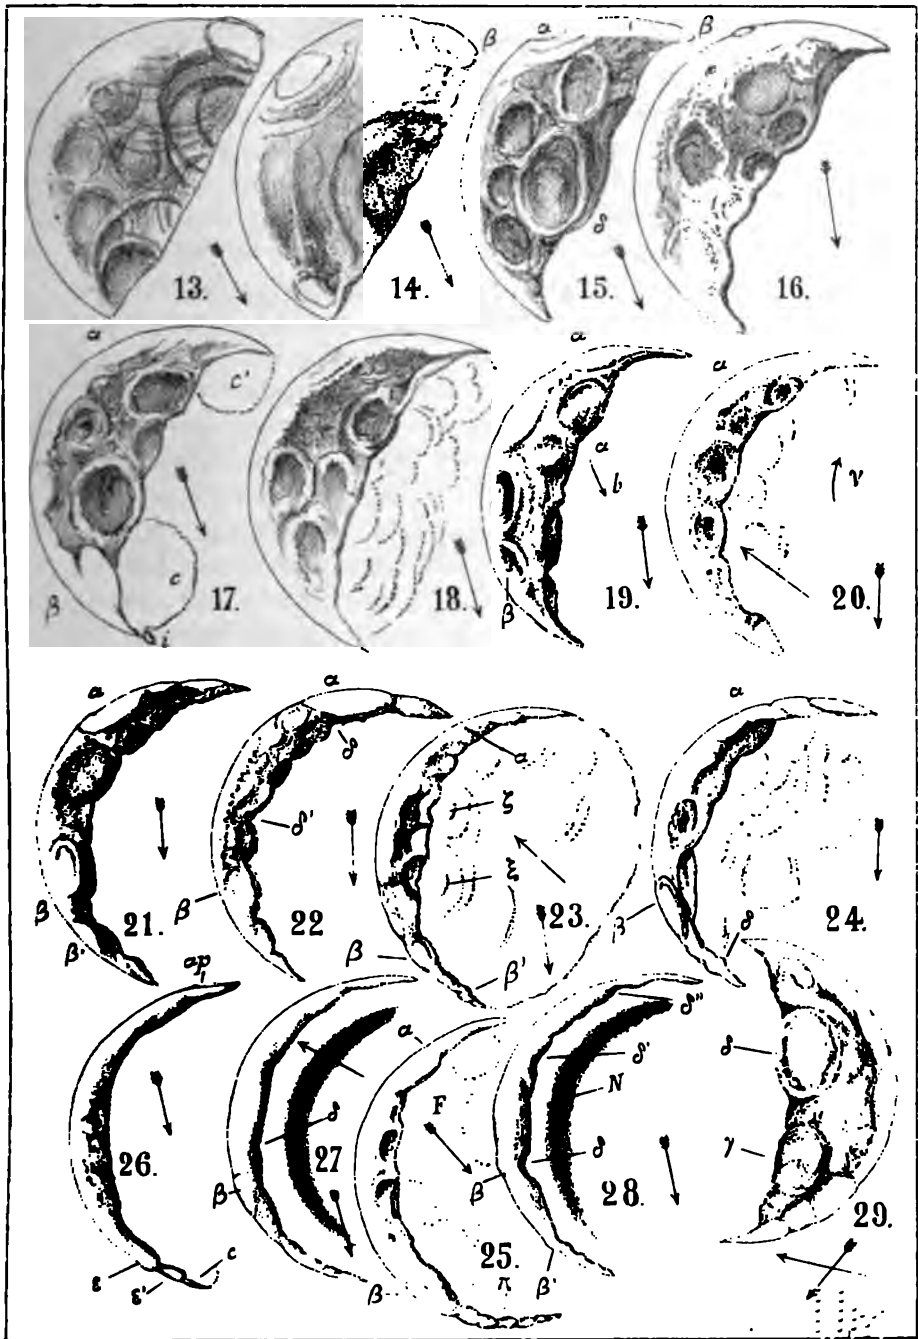 β α β
δ
13. 14. 15. 16.
α α α
c'
a
b ν
β c β
i
17. 18. 19. 20.
α α α
δ α
ζ
δ'
ξ
β β β β' β δ
β'
21. 22 23. 24.
ap,
α δ'' δ
δ'
N
F
δ δ γ
β β
26. 27 28. 29.
25.
π
ε ε' c β β'